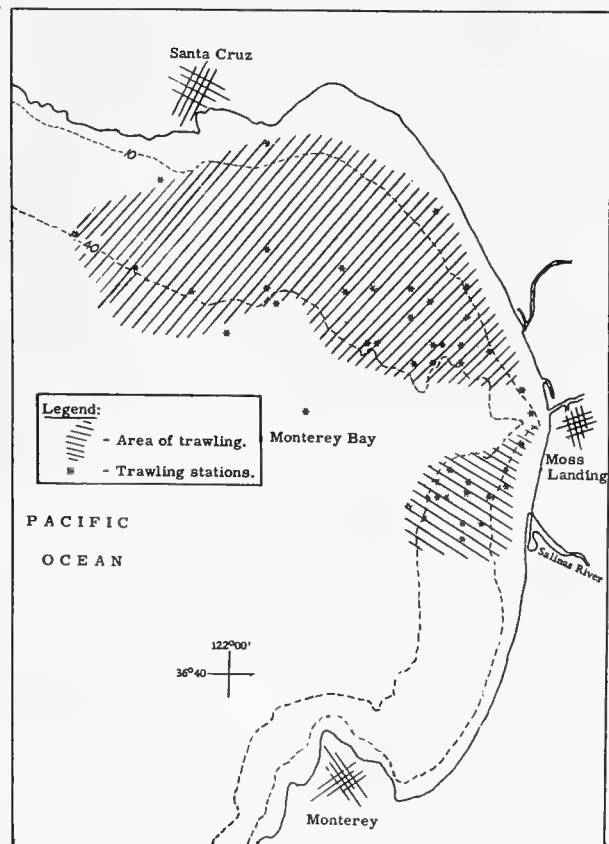 Santa Cruz
10
40
Legend:
- Area of trawling.
- Trawling stations.
Monterey Bay
Moss
Landing
Salinas River
PACIFIC
OCEAN
122°00'
36°40
Monterey